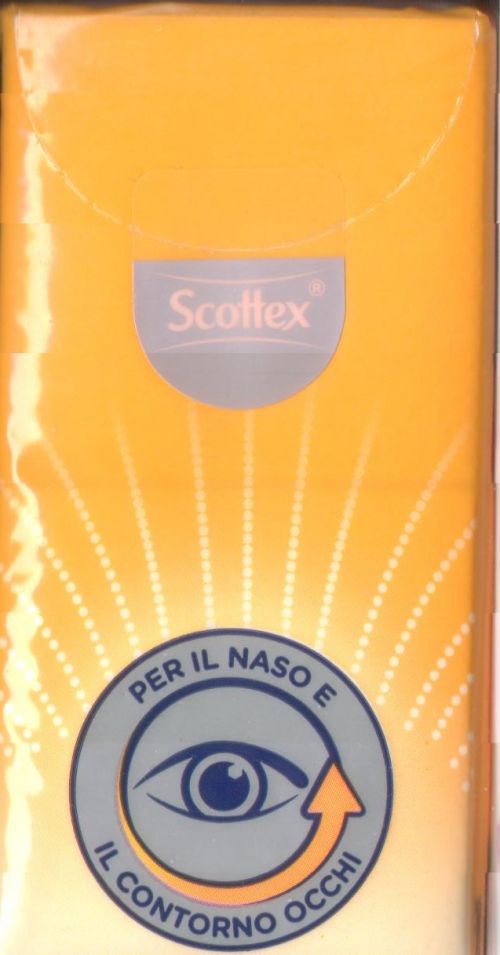 Scottex®
PER IL NASO E
IL CONTORNO OCCHI